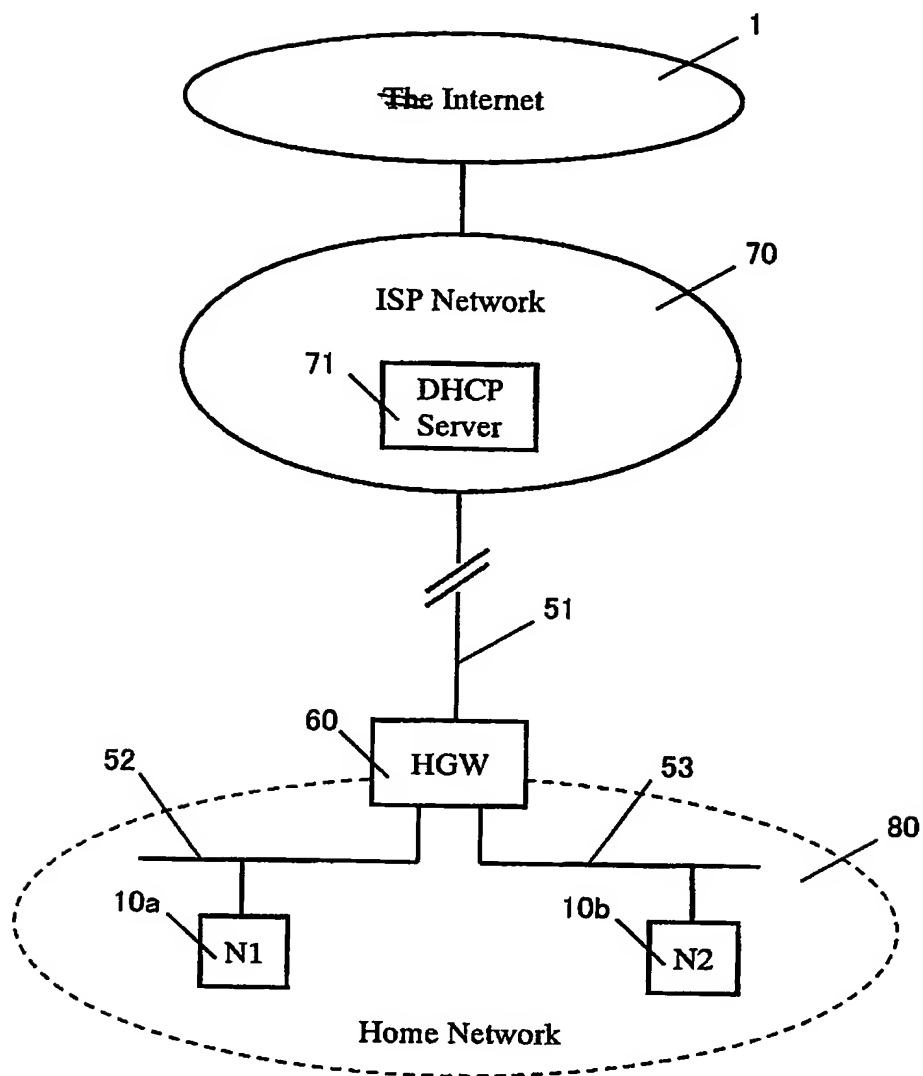 1
The Internet
70
ISP Network
71
DHCP
Server
51
60
HGW
52
53
80
10a
N1
10b
N2
Home Network